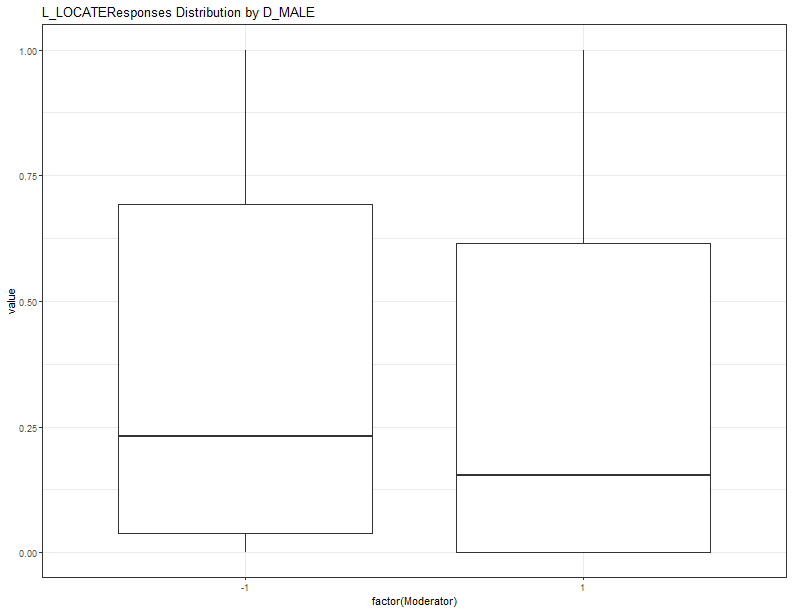 L_LOCATEResponses Distribution by D_MALE
1.00
0.75
0.50
0.25
0.00
value
-1
1
factor(Moderator)